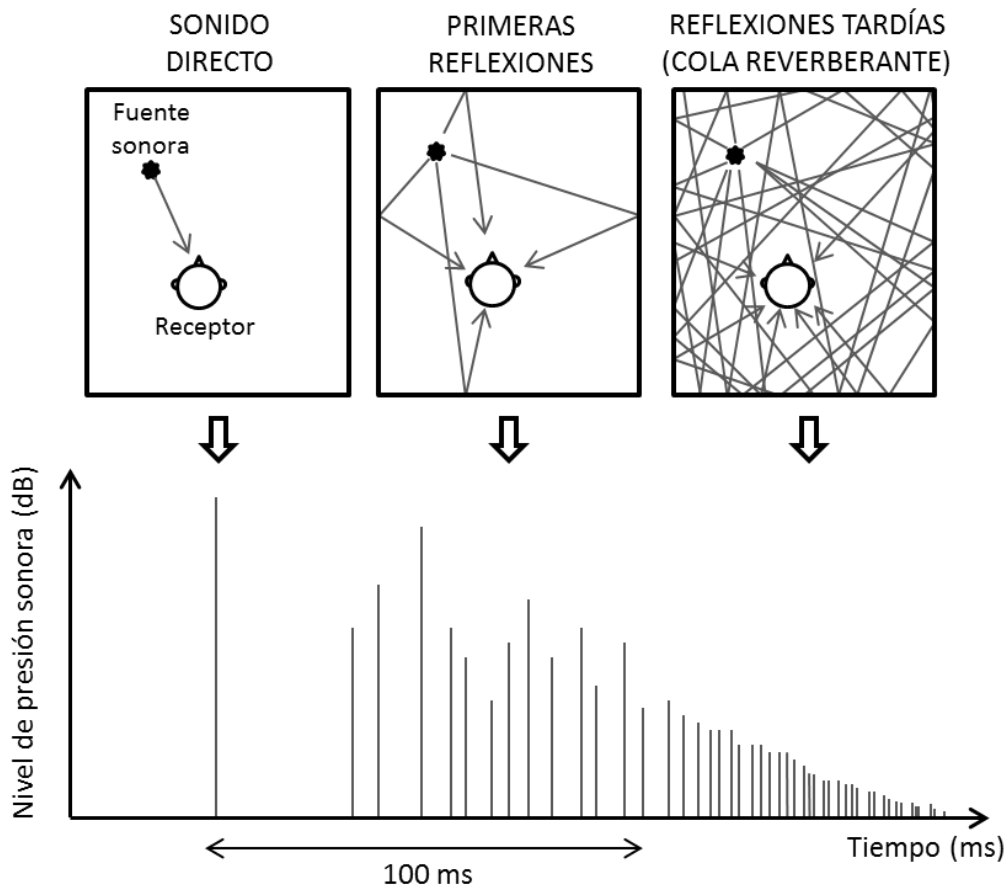 SONIDO
DIRECTO
PRIMERAS
REFLEXIONES
REFLEXIONES TARDÍAS
(COLA REVERBERANTE)
Fuente
sonora
Receptor
Nivel de presión sonora (dB)
Tiempo (ms)
100 ms